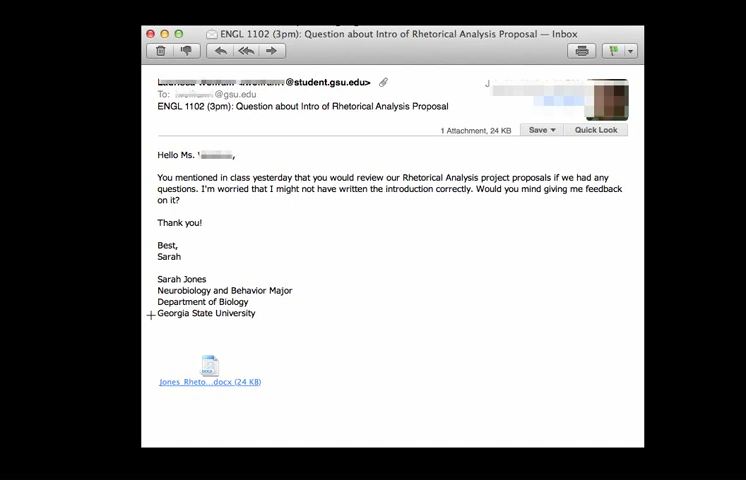 ENGL 1102 (3pm): Question about Intro of Rhetorical Analysis Proposal — Inbox
@student.gsu.edu>
To: @gsu.edu
ENGL 1102 (3pm): Question about Intro of Rhetorical Analysis Proposal
1 Attachment, 24 KB Save Quick Look
Hello Ms. ,
You mentioned in class yesterday that you would review our Rhetorical Analysis project proposals if we had any
questions. I'm worried that I might not have written the introduction correctly. Would you mind giving me feedback
on it?
Thank you!
Best,
Sarah
Sarah Jones
Neurobiology and Behavior Major
Department of Biology
Georgia State University
DOCX
Jones_Rheto...docx (24 KB)